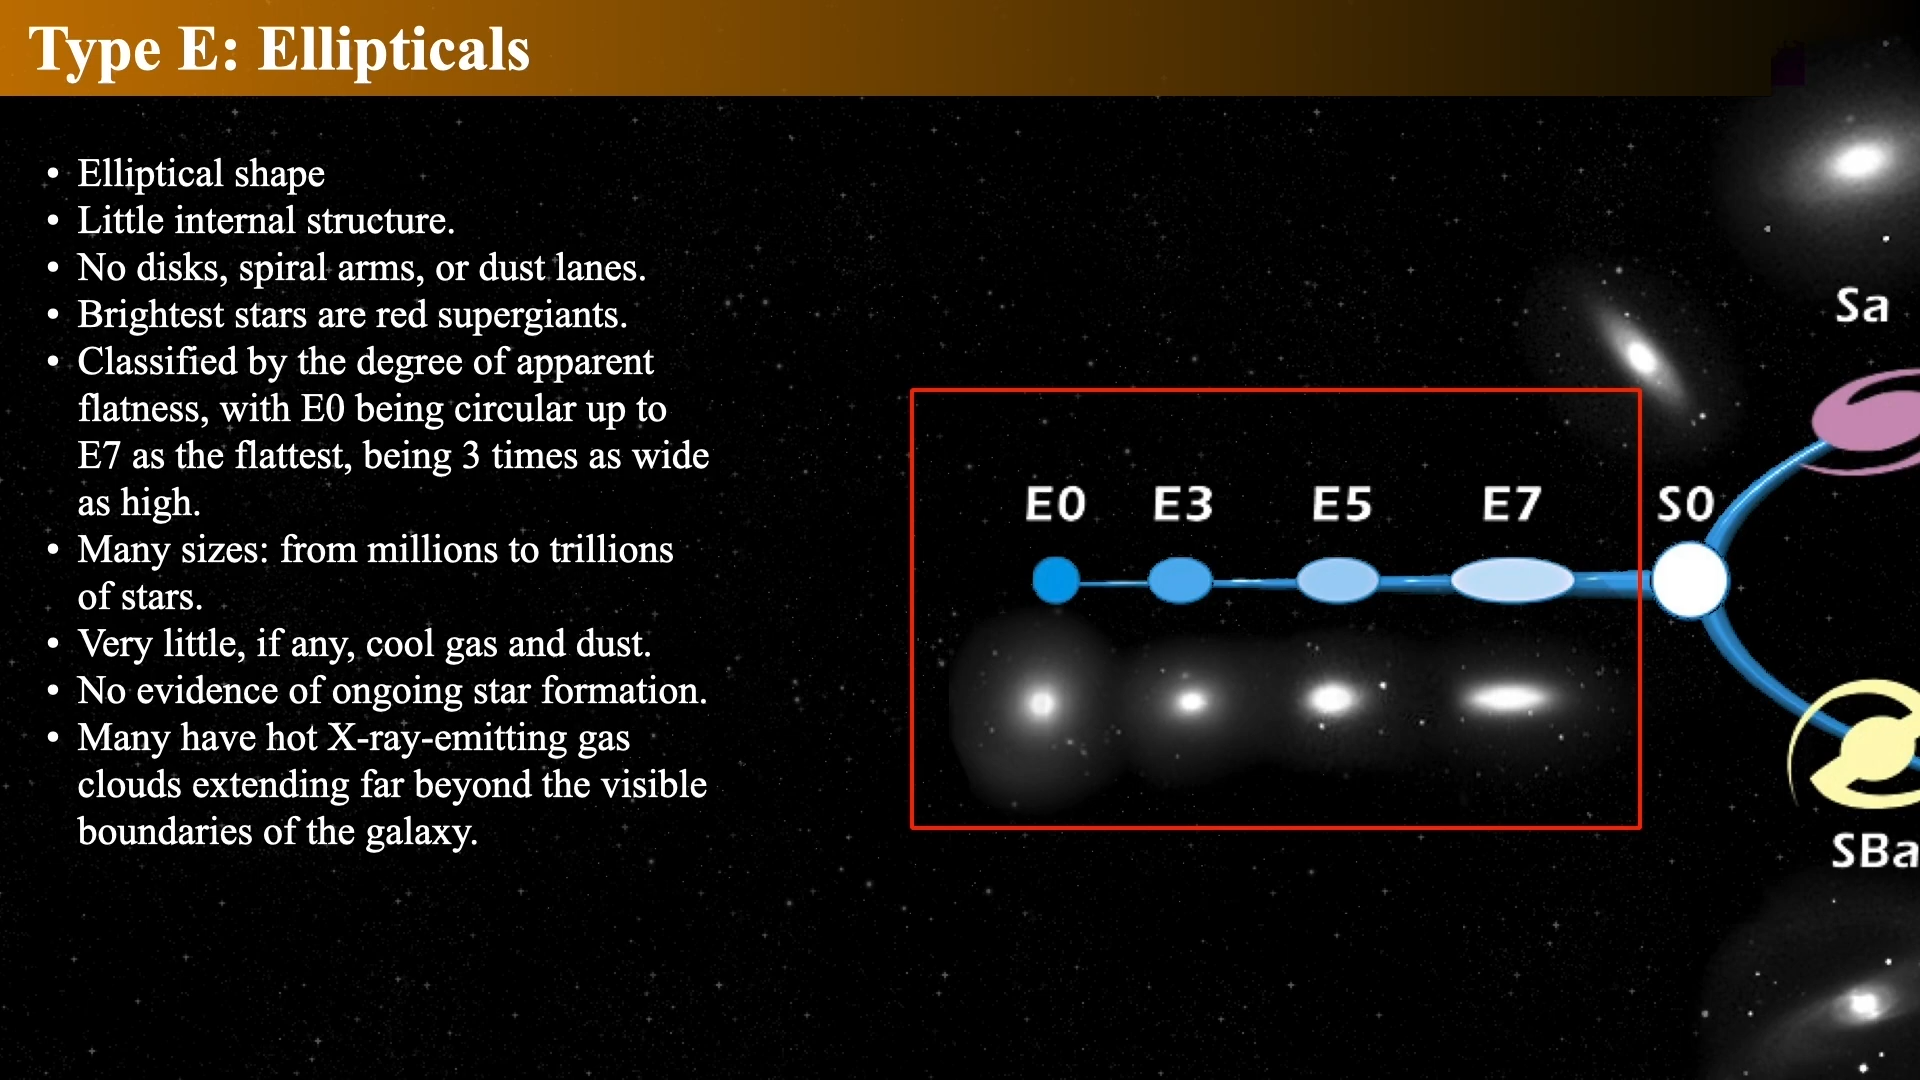 Type E: Ellipticals
• Elliptical shape
• Little internal structure.
• No disks, spiral arms, or dust lanes.
• Brightest stars are red supergiants.
• Classified by the degree of apparent
flatness, with E0 being circular up to
E7 as the flattest, being 3 times as wide
as high.
• Many sizes: from millions to trillions
of stars.
• Very little, if any, cool gas and dust.
• No evidence of ongoing star formation.
• Many have hot X-ray-emitting gas
clouds extending far beyond the visible
boundaries of the galaxy.
Sa
E0 E3 E5 E7 S0
SBa